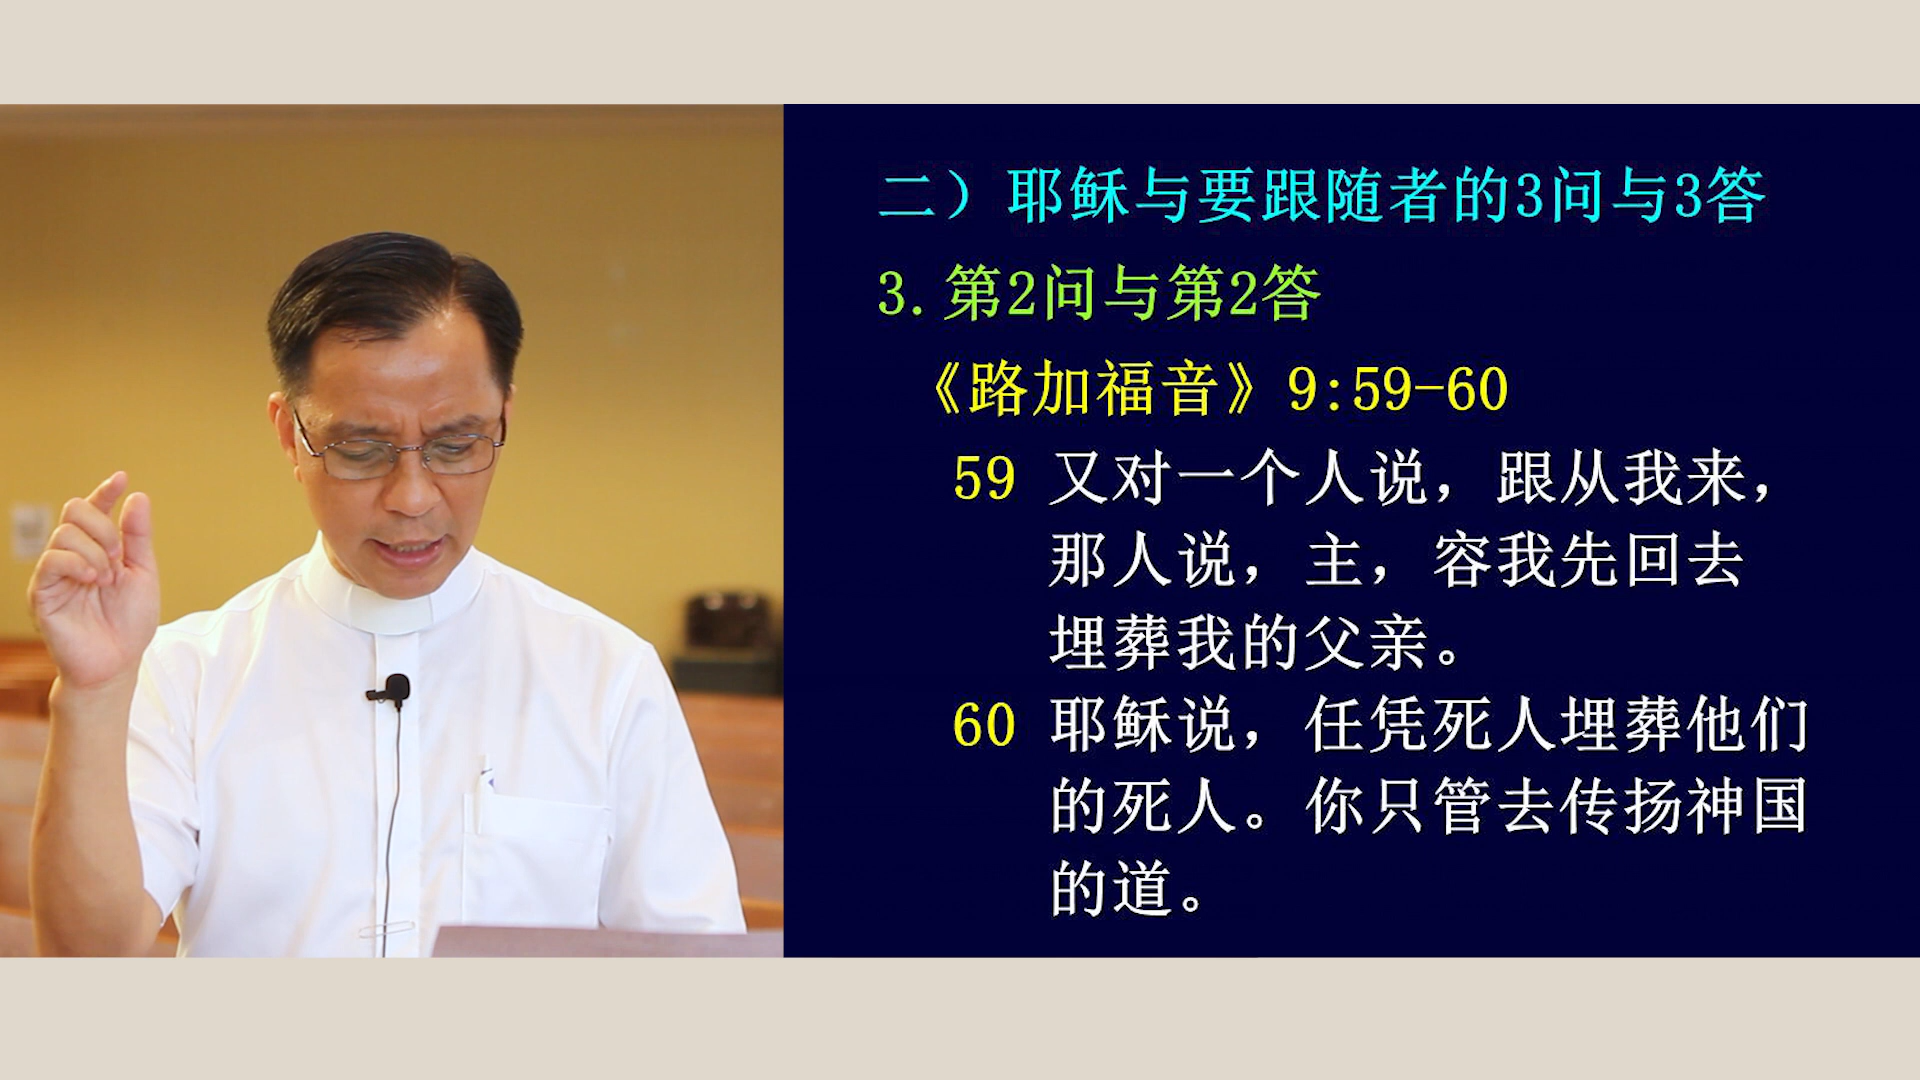 二）耶稣与要跟随者的3问与3答
3.第2问与第2答
《路加福音》9:59-60
59 又对一个人说，跟从我来，
那人说，主，容我先回去
埋葬我的父亲。
60 耶稣说，任凭死人埋葬他们
的死人。你只管去传扬神国
的道。